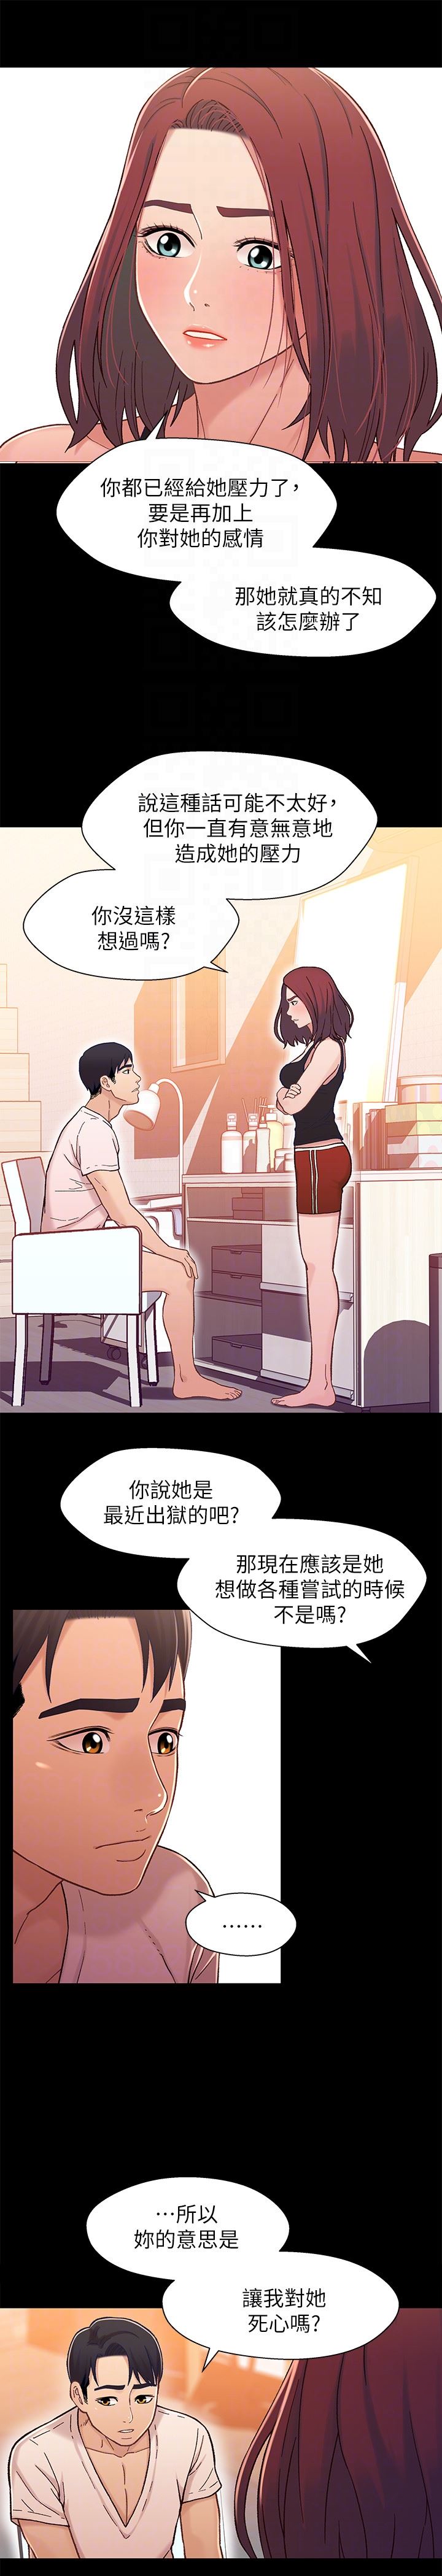 你都已經給她壓力了，
要是再加上
你對她的感情
那她就真的不知
該怎麼辦了
說這種話可能不太好，
但你一直有意無意地
造成她的壓力
你沒這樣
想過嗎?
你說她是
最近出獄的吧?
那現在應該是她
想做各種嘗試的時候
不是嗎?
……
…所以
妳的意思是
讓我對她
死心嗎?